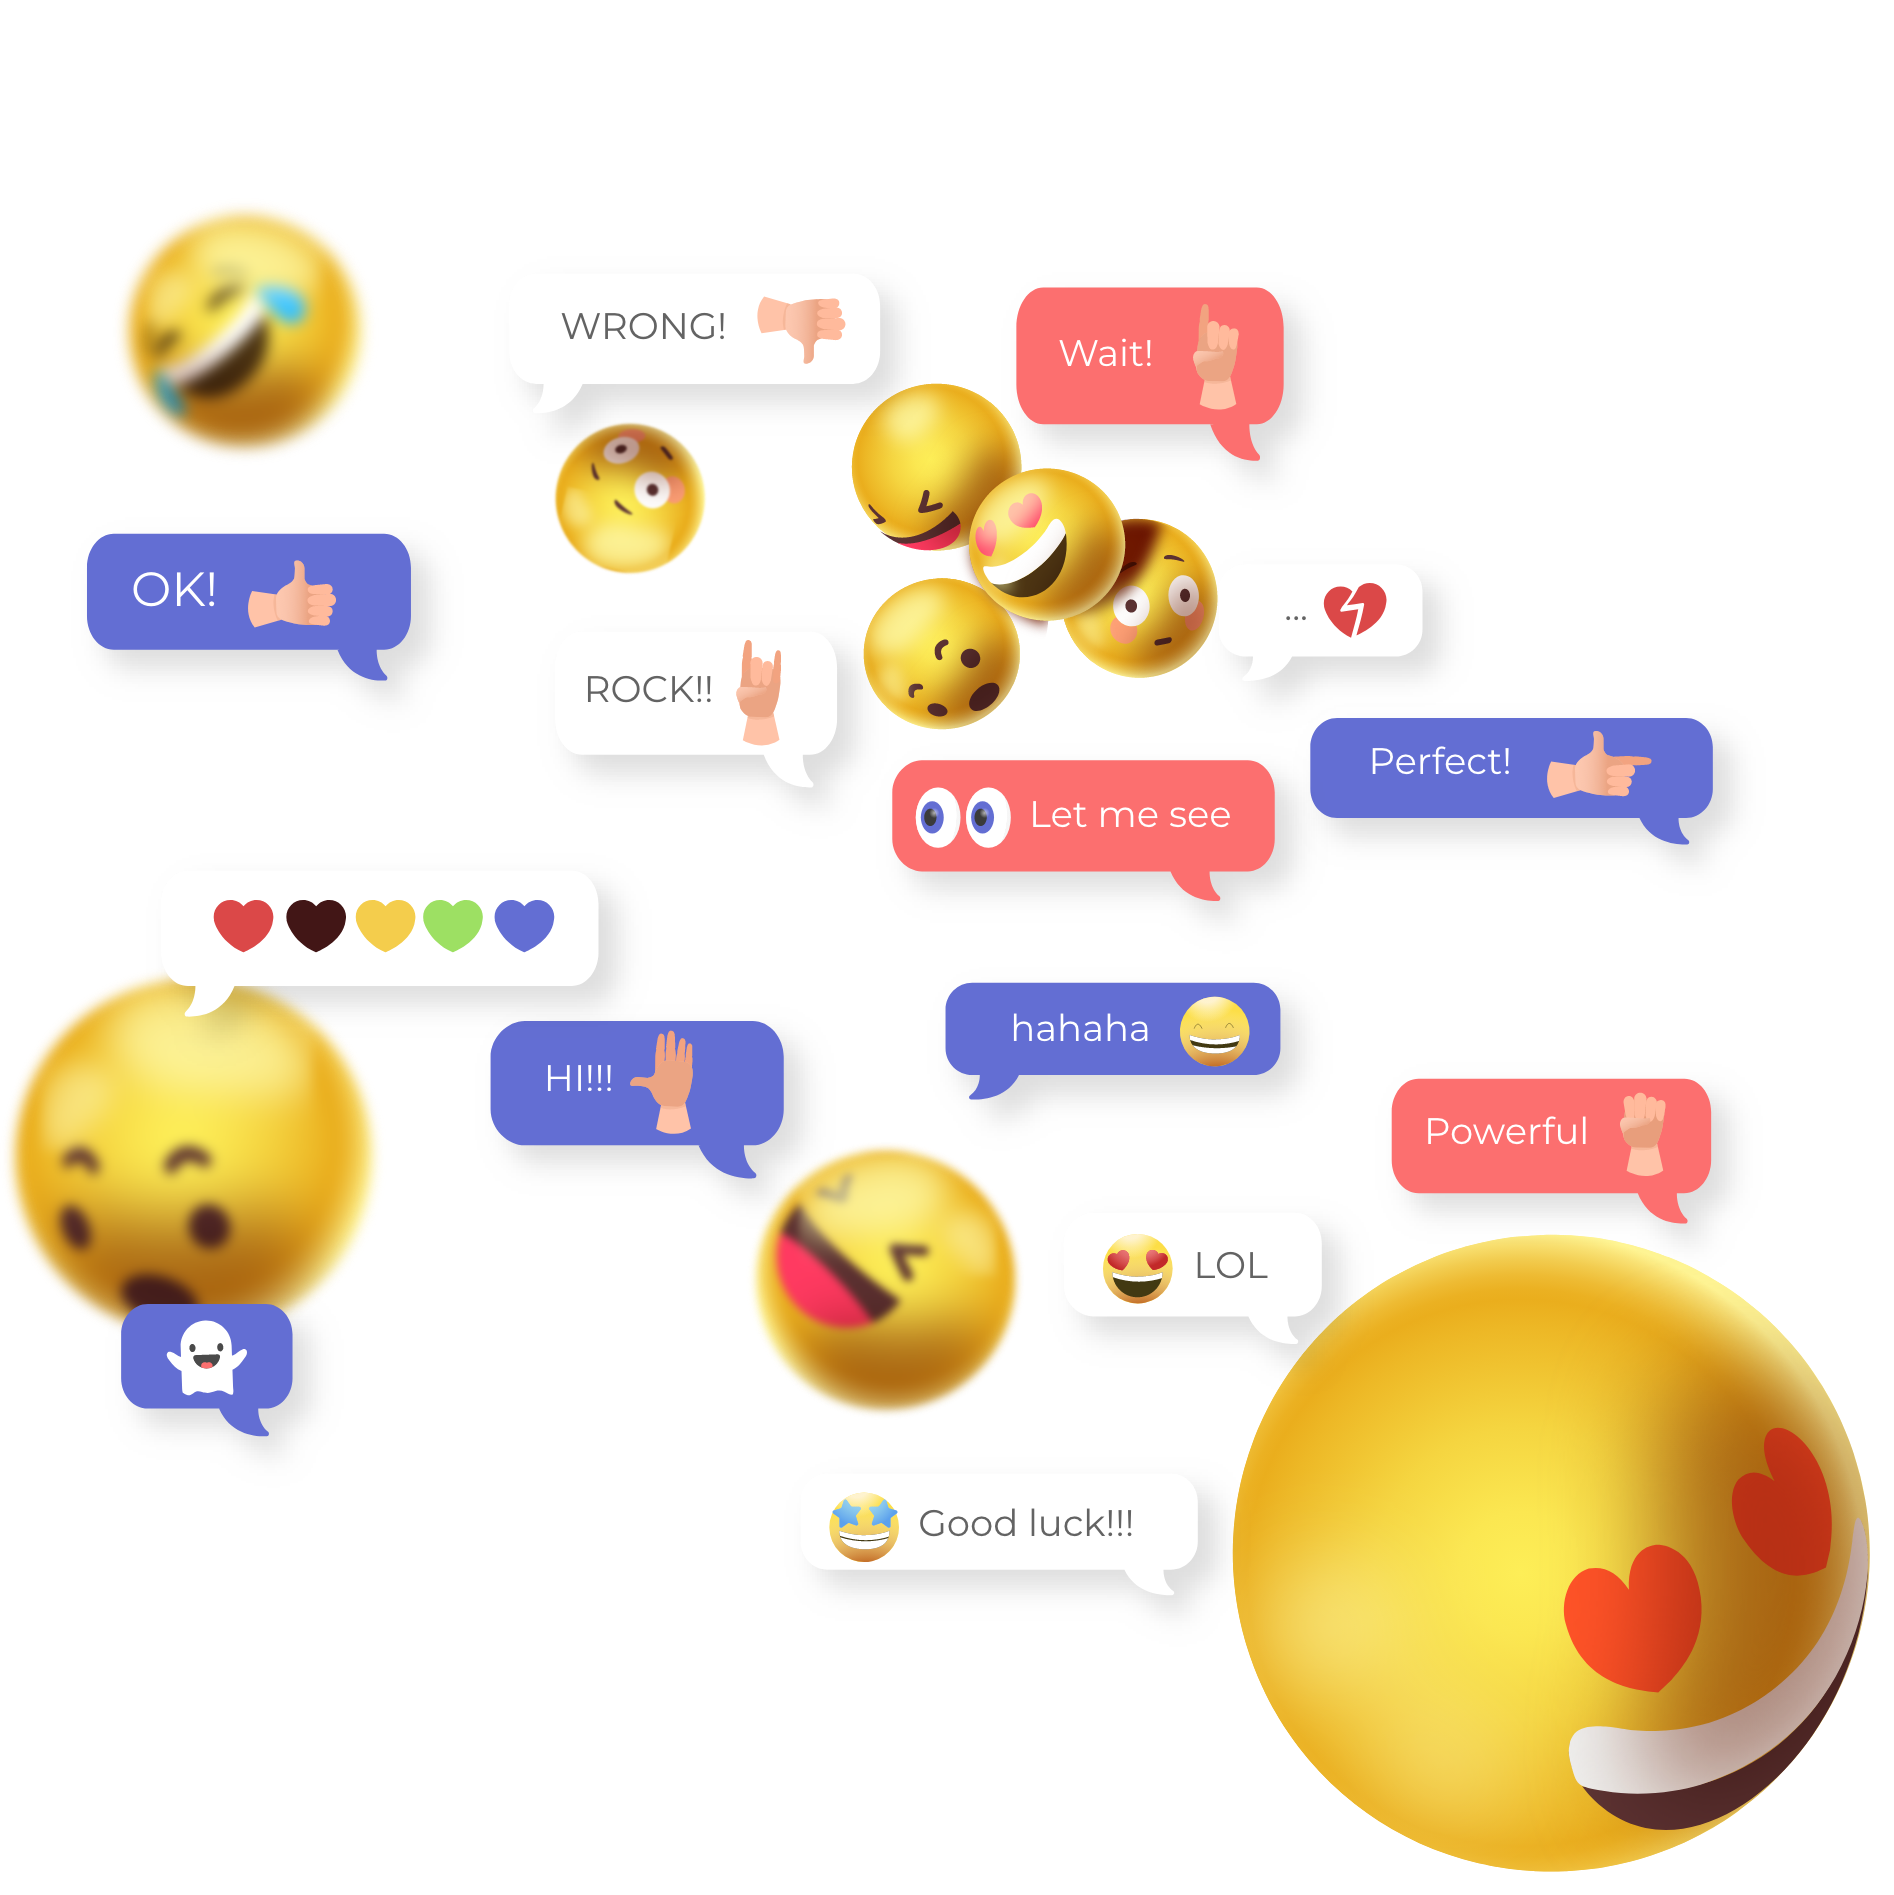 WRONG!
Wait!
OK!
...
ROCK!!
Perfect!
Let me see
hahaha
HI!!!
Powerful
LOL
Good luck!!!